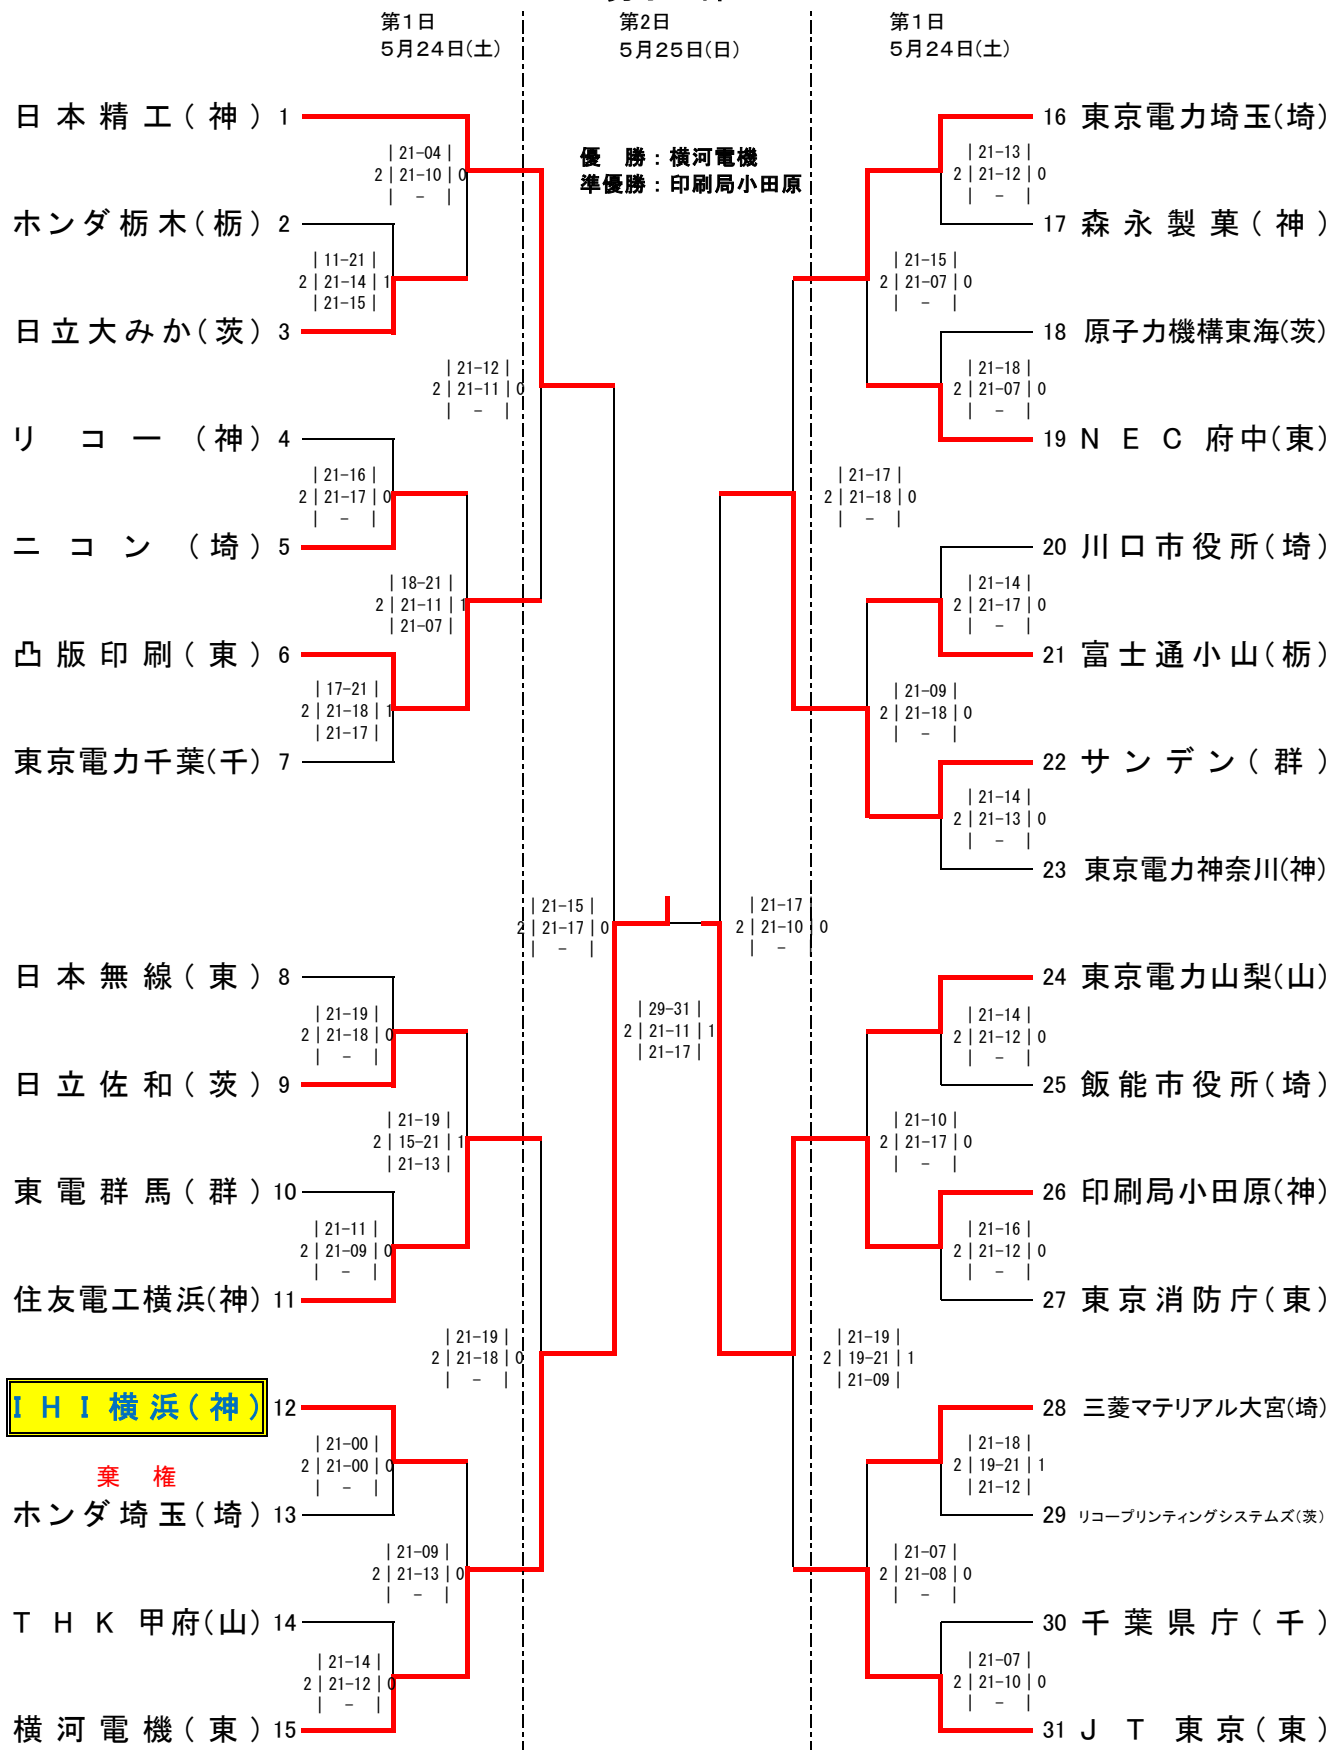 第1日
5月24日(土)
第2日
5月25日(日)
第1日
5月24日(土)
優　勝：横河電機
準優勝：印刷局小田原
日本精工(神) 1
| 21-04 |
2 | 21-10 | 0
| - |
ホンダ栃木(栃) 2
| 11-21 |
2 | 21-14 | 1
| 21-15 |
日立大みか(茨) 3
| 21-12 |
2 | 21-11 | 0
| - |
リコー(神) 4
| 21-16 |
2 | 21-17 | 0
| - |
ニコン(埼) 5
| 18-21 |
2 | 21-11 | 1
| 21-07 |
凸版印刷(東) 6
| 17-21 |
2 | 21-18 | 1
| 21-17 |
東京電力千葉(千) 7
| 21-15 |
2 | 21-17 | 0
| - |
日本無線(東) 8
| 21-19 |
2 | 21-18 | 0
| - |
日立佐和(茨) 9
| 21-19 |
2 | 15-21 | 1
| 21-13 |
東電群馬(群) 10
| 21-11 |
2 | 21-09 | 0
| - |
住友電工横浜(神) 11
| 21-19 |
2 | 21-18 | 0
| - |
IHI横浜(神) 12
| 21-00 |
2 | 21-00 | 0
| - |
棄権
ホンダ埼玉(埼) 13
| 21-09 |
2 | 21-13 | 0
| - |
THK甲府(山) 14
| 21-14 |
2 | 21-12 | 0
| - |
横河電機(東) 15
| 29-31 |
2 | 21-11 | 1
| 21-17 |
16 東京電力埼玉(埼)
| 21-13 |
2 | 21-12 | 0
| - |
17 森永製菓(神)
| 21-15 |
2 | 21-07 | 0
| - |
18 原子力機構東海(茨)
| 21-18 |
2 | 21-07 | 0
| - |
19 NEC府中(東)
| 21-17 |
2 | 21-18 | 0
| - |
20 川口市役所(埼)
| 21-14 |
2 | 21-17 | 0
| - |
21 富士通小山(栃)
| 21-09 |
2 | 21-18 | 0
| - |
22 サンデン(群)
| 21-14 |
2 | 21-13 | 0
| - |
23 東京電力神奈川(神)
| 21-17
2 | 21-10 | 0
| -
24 東京電力山梨(山)
| 21-14 |
2 | 21-12 | 0
| - |
25 飯能市役所(埼)
| 21-10 |
2 | 21-17 | 0
| - |
26 印刷局小田原(神)
| 21-16 |
2 | 21-12 | 0
| - |
27 東京消防庁(東)
| 21-19 |
2 | 19-21 | 1
| 21-09 |
28 三菱マテリアル大宮(埼)
| 21-18 |
2 | 19-21 | 1
| 21-12 |
29 リコープリンティングシステムズ(茨)
| 21-07 |
2 | 21-08 | 0
| - |
30 千葉県庁(千)
| 21-07 |
2 | 21-10 | 0
| - |
31 JT東京(東)